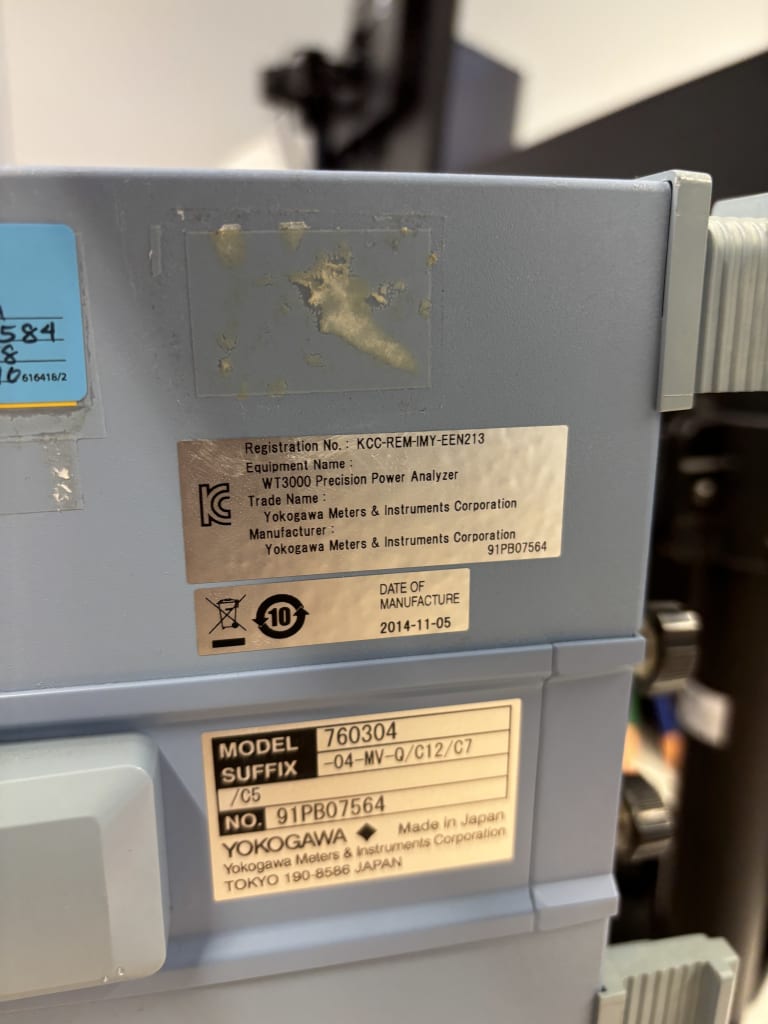 584
8
616418/2
Registration No. : KCC-REM-IMY-EEN213
Equipment Name :
WT3000 Precision Power Analyzer
Trade Name :
Yokogawa Meters & Instruments Corporation
Manufacturer :
Yokogawa Meters & Instruments Corporation
91PB07564
10
DATE OF
MANUFACTURE
2014-11-05
MODEL 760304
SUFFIX -04-MV-Q/C12/C7
/C5
NO. 91PB07564
YOKOGAWA Made in Japan
Yokogawa Meters & Instruments Corporation
TOKYO 190-8586 JAPAN